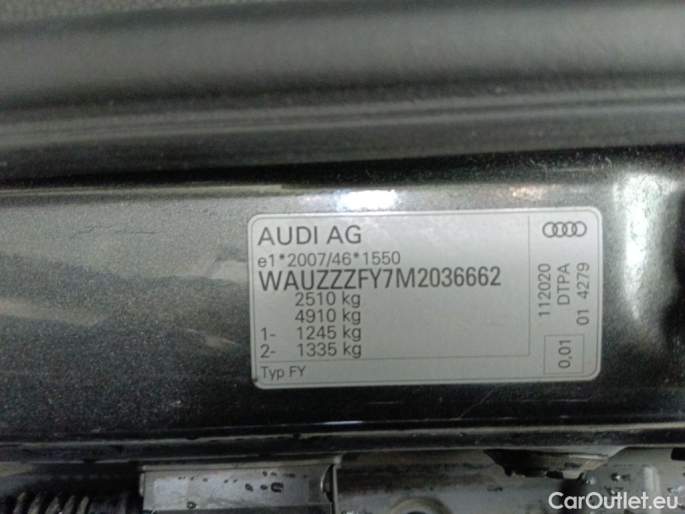 AUDI AG
e1*2007/46*1550
WAUZZZFY7M2036662
2510 kg
4910 kg
1- 1245 kg
2- 1335 kg
Typ FY
112020
DTPA
01 4279
0,01
CarOutlet.eu